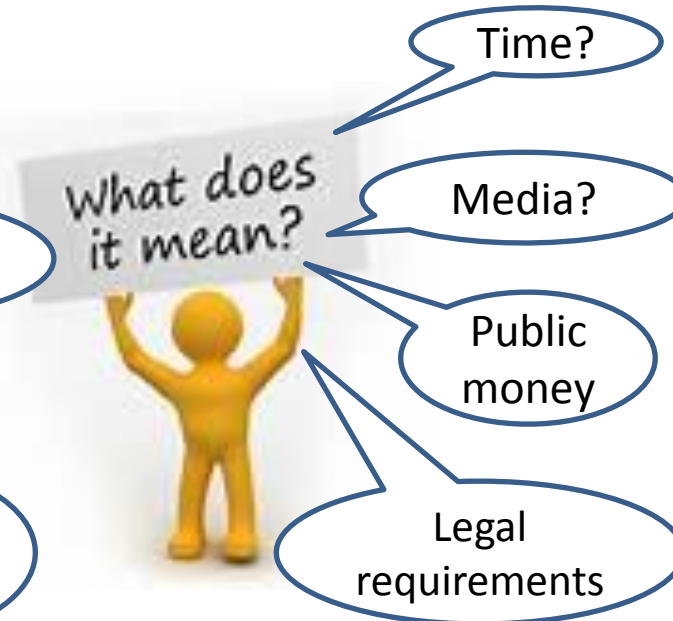 Time?
What does
it mean?
Media?
Public
money
Legal
requirements